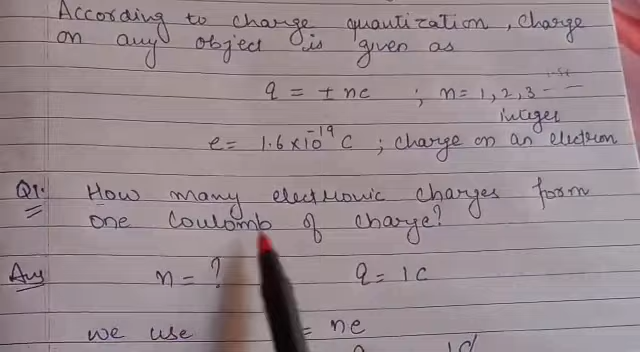 According to charge quantization, charge
on any object is given as
q = ± ne ; n = 1, 2, 3 - - -
integer
e = 1.6 × 10⁻¹⁹ C ; charge on an electron
Q1. How many electronic charges form
one Coulomb of charge?
Ans n = ? q = 1C
we use = ne